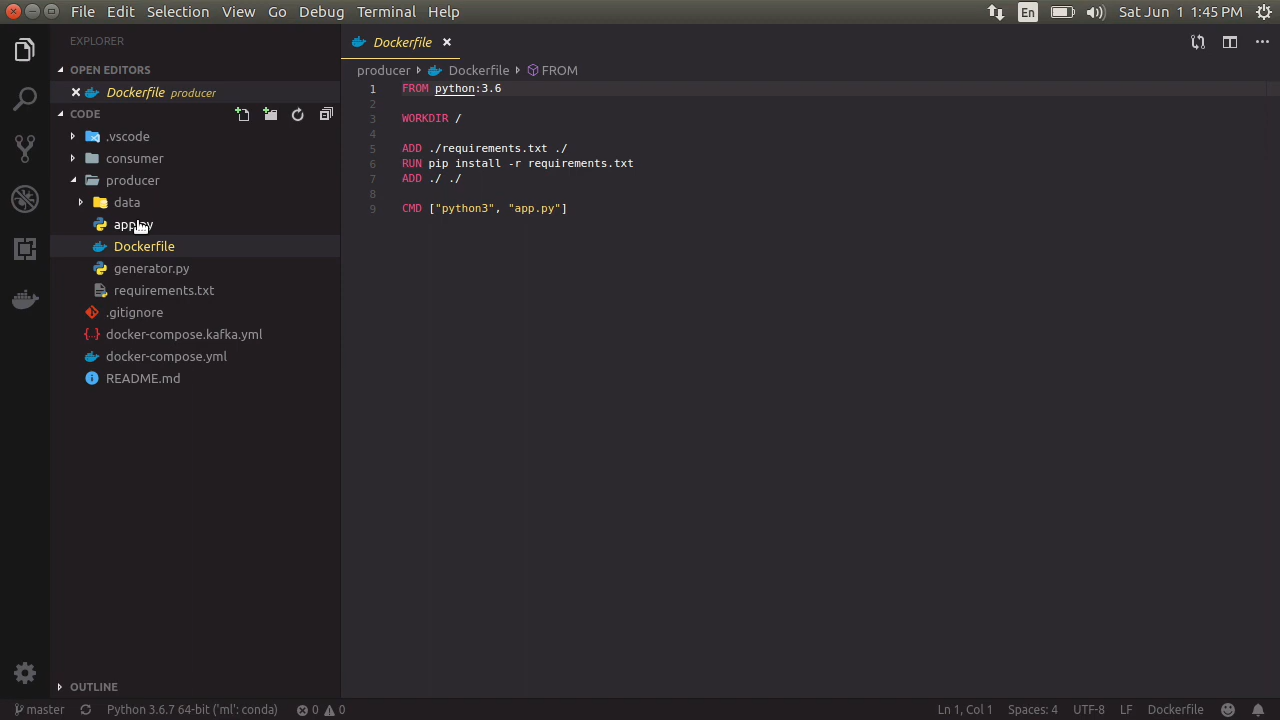 File Edit Selection View Go Debug Terminal Help
En
Sat Jun 1 1:45 PM
EXPLORER
OPEN EDITORS
Dockerfile producer
CODE
.vscode
consumer
producer
data
app.py
Dockerfile
generator.py
requirements.txt
.gitignore
docker-compose.kafka.yml
docker-compose.yml
README.md
OUTLINE
Dockerfile
producer Dockerfile FROM
1 FROM python:3.6
2
3 WORKDIR /
4
5 ADD ./requirements.txt ./
6 RUN pip install -r requirements.txt
7 ADD ./ ./
8
9 CMD ["python3", "app.py"]
master Python 3.6.7 64-bit ('ml': conda) 0 0 Ln 1, Col 1 Spaces: 4 UTF-8 LF Dockerfile